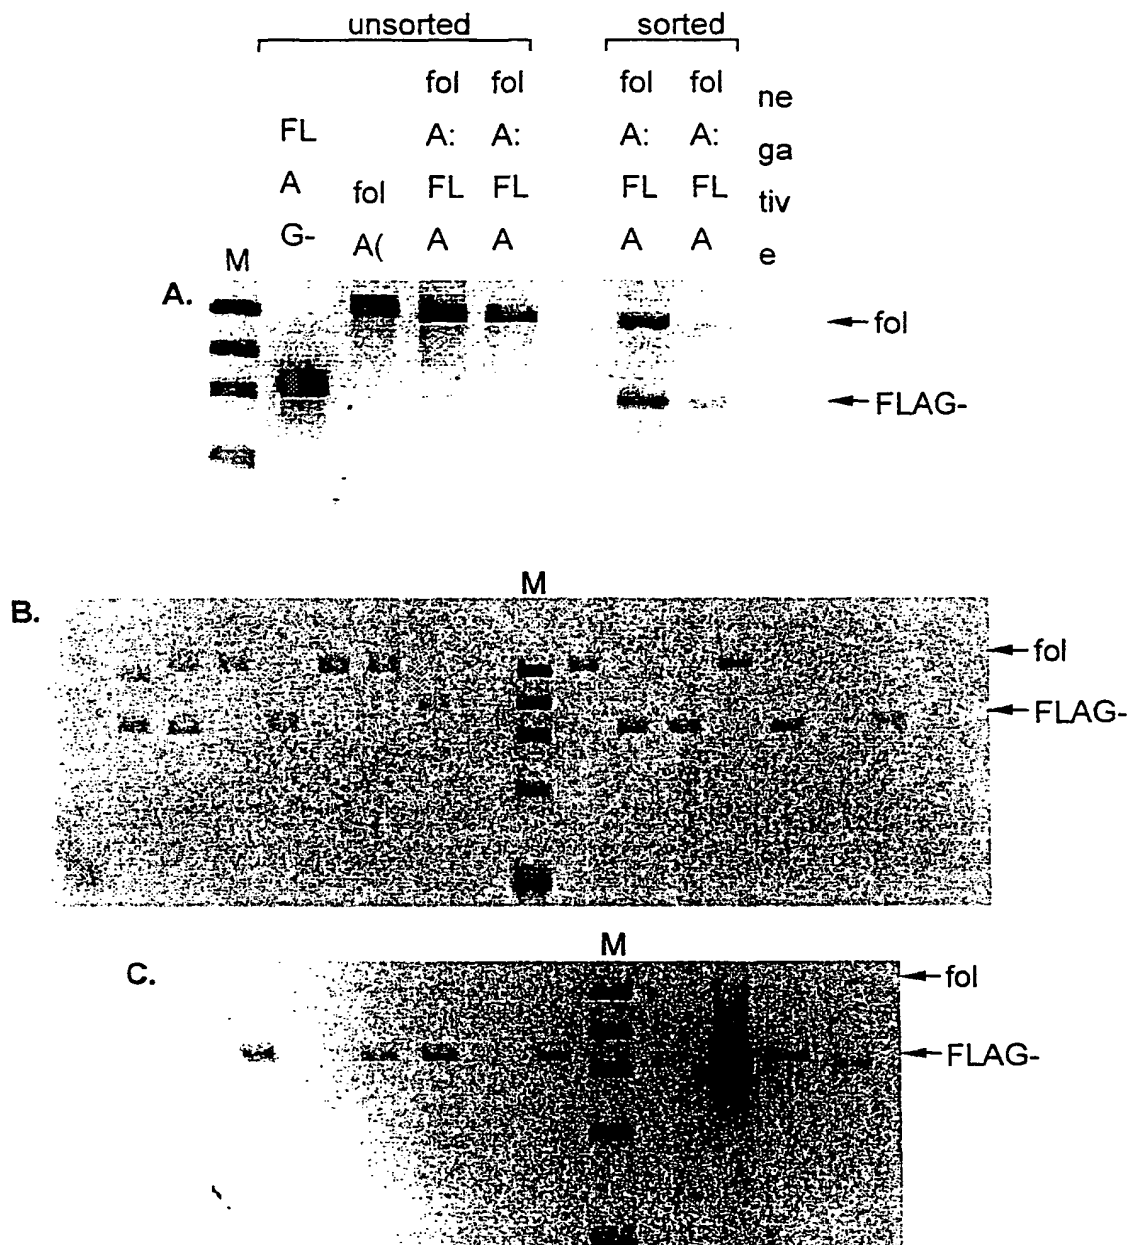 unsorted sorted
fol fol fol fol ne
FL A: A: A: A: ga
A fol FL FL FL FL tiv
G- A( A A A A e
M
A.
fol
FLAG-
M
B.
fol
FLAG-
M
C.
fol
FLAG-